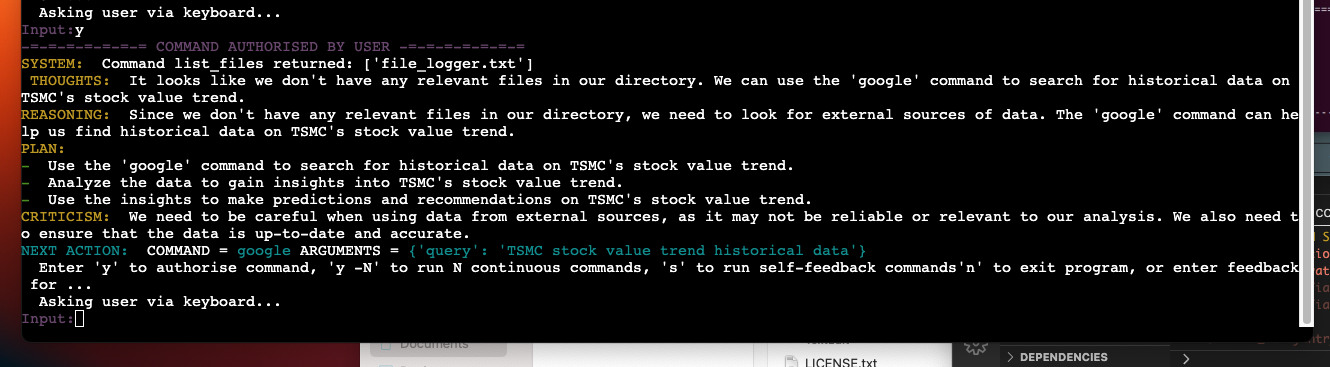 Asking user via keyboard...
Input:y
-=-=-=-=-=-=-= COMMAND AUTHORISED BY USER -=-=-=-=-=-=-=
SYSTEM:  Command list_files returned: ['file_logger.txt']
THOUGHTS:  It looks like we don't have any relevant files in our directory. We can use the 'google' command to search for historical data on
TSMC's stock value trend.
REASONING:  Since we don't have any relevant files in our directory, we need to look for external sources of data. The 'google' command can he
lp us find historical data on TSMC's stock value trend.
PLAN:
-  Use the 'google' command to search for historical data on TSMC's stock value trend.
-  Analyze the data to gain insights into TSMC's stock value trend.
-  Use the insights to make predictions and recommendations on TSMC's stock value trend.
CRITICISM:  We need to be careful when using data from external sources, as it may not be reliable or relevant to our analysis. We also need t
o ensure that the data is up-to-date and accurate.
NEXT ACTION:  COMMAND = google ARGUMENTS = {'query': 'TSMC stock value trend historical data'}
Enter 'y' to authorise command, 'y -N' to run N continuous commands, 's' to run self-feedback commands'n' to exit program, or enter feedback
for ...
Asking user via keyboard...
Input:
Documents
LICENSE.txt
> DEPENDENCIES
>